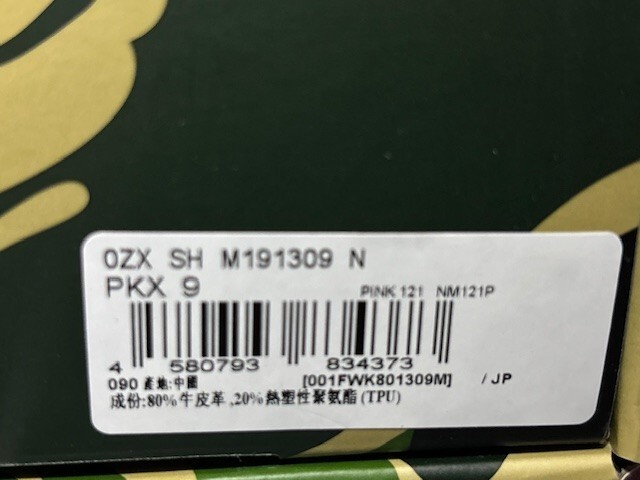 0ZX SH M191309 N
PKX 9 PINK 121 NM121P
4 580793 834373
090 產地:中國 [001FWK801309M] / JP
成份:80%牛皮革,20%熱塑性聚氨酯(TPU)